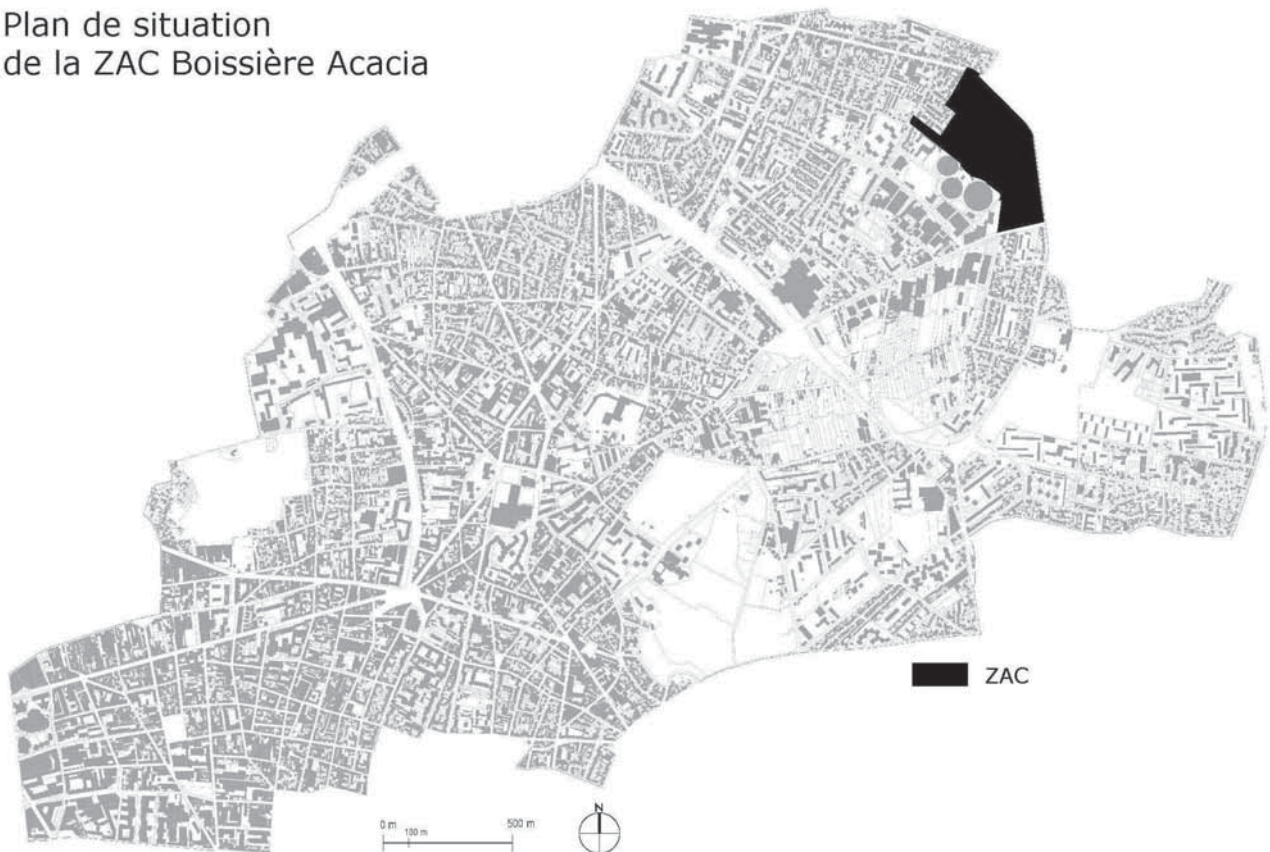 Plan de situation
de la ZAC Boissière Acacia
ZAC
0 m 100 m 500 m
N